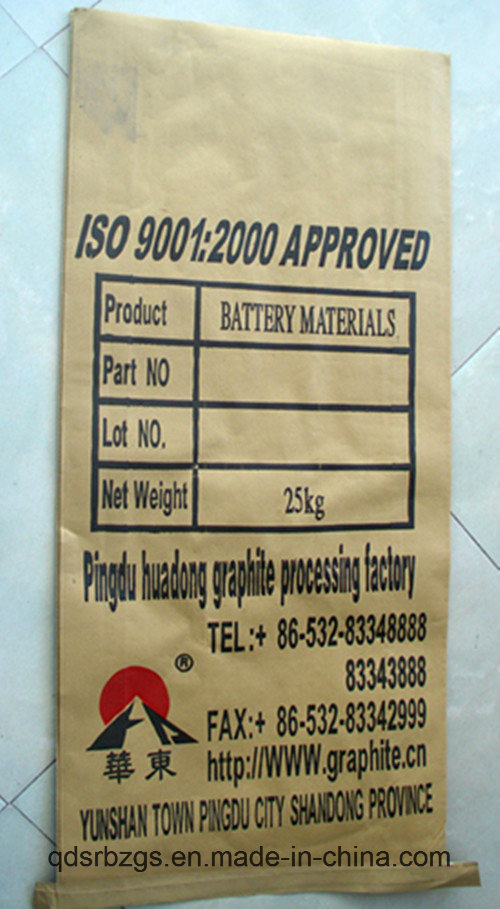 ISO 9001:2000 APPROVED
Product BATTERY MATERIALS
Part NO
Lot NO.
Net Weight 25kg
Pingdu huadong graphite processing factory
TEL:+ 86-532-83348888
83343888
®
FAX:+ 86-532-83342999
華東 http://WWW.graphite.cn
YUNSHAN TOWN PINGDU CITY SHANDONG PROVINCE
qdsrbzgs.en.made-in-china.com